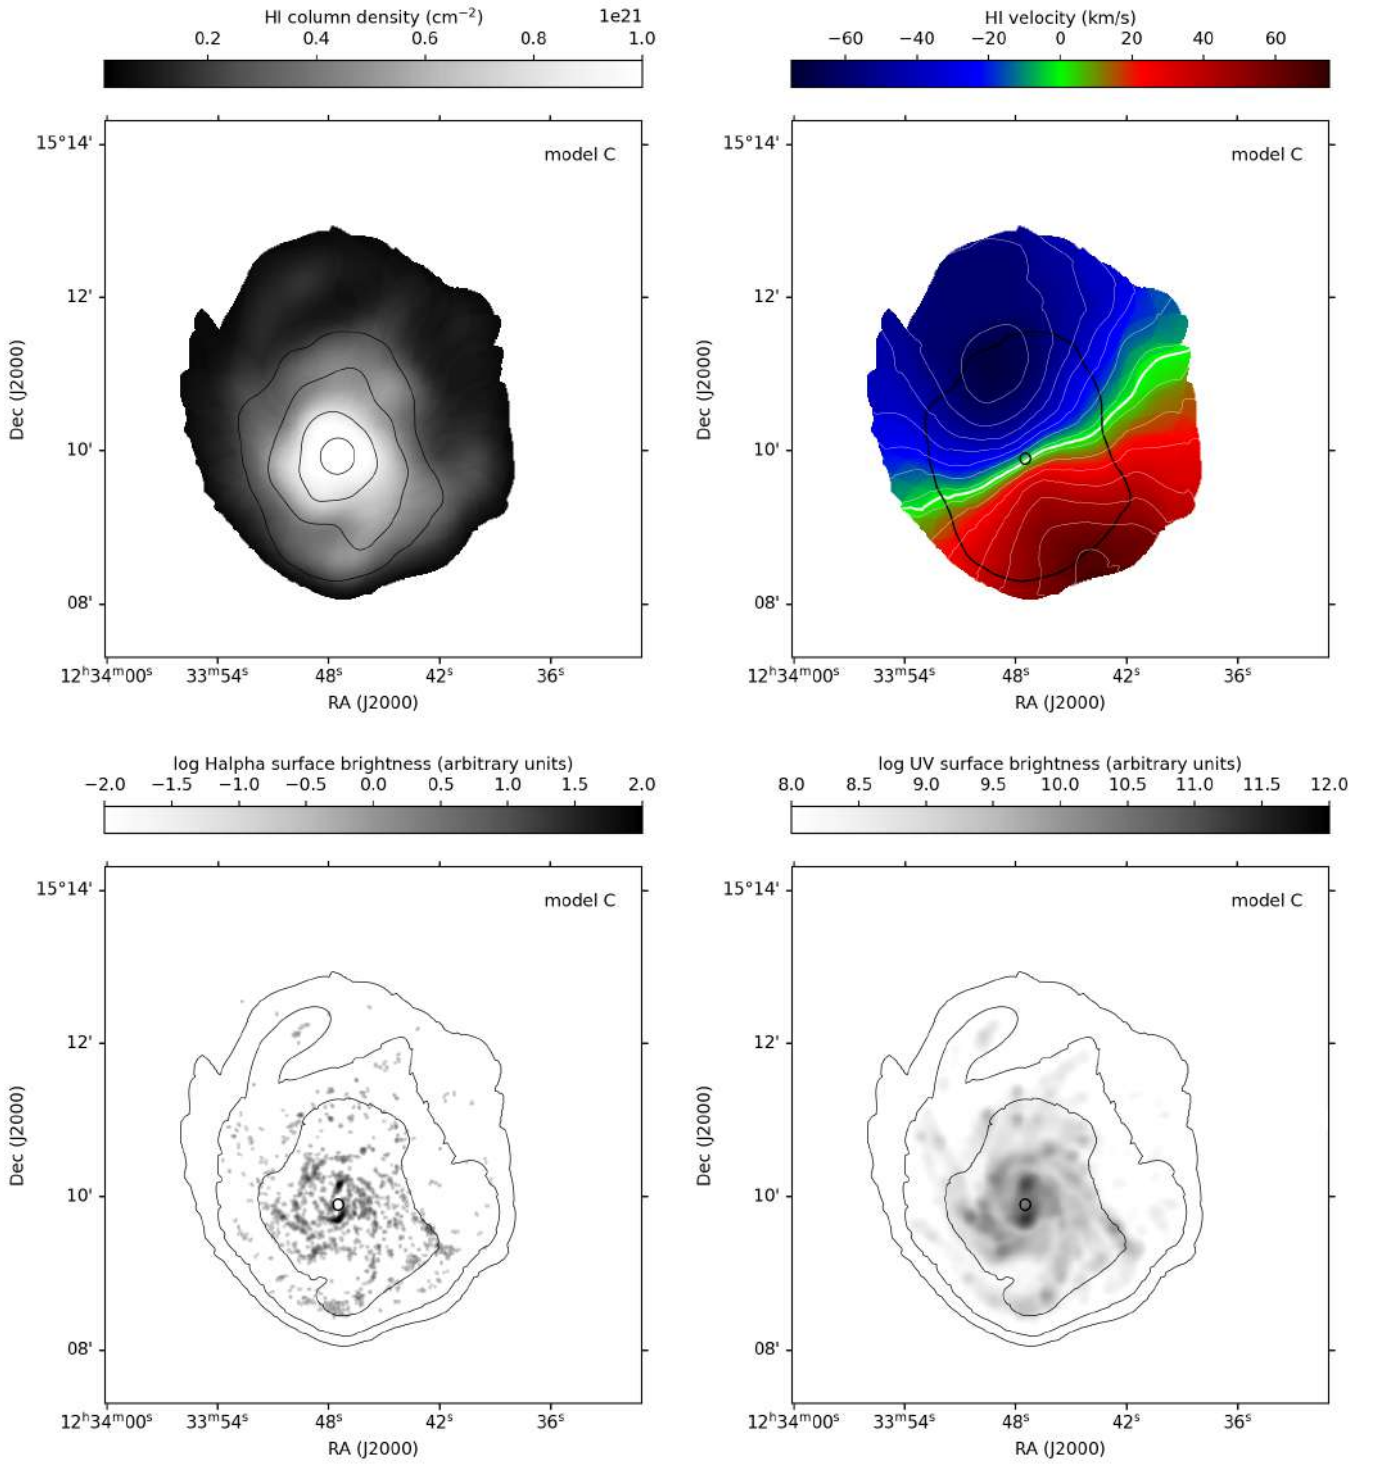 HI column density (cm⁻²) 1e21
0.2 0.4 0.6 0.8 1.0
model C
15°14'
12'
10'
08'
Dec (J2000)
12ʰ34ᵐ00ˢ 33ᵐ54ˢ 48ˢ 42ˢ 36ˢ
RA (J2000)
HI velocity (km/s)
−60 −40 −20 0 20 40 60
model C
Dec (J2000)
12ʰ34ᵐ00ˢ 33ᵐ54ˢ 48ˢ 42ˢ 36ˢ
RA (J2000)
15°14'
12'
10'
08'
log Halpha surface brightness (arbitrary units)
−2.0 −1.5 −1.0 −0.5 0.0 0.5 1.0 1.5 2.0
model C
15°14'
12'
10'
08'
Dec (J2000)
12ʰ34ᵐ00ˢ 33ᵐ54ˢ 48ˢ 42ˢ 36ˢ
RA (J2000)
log UV surface brightness (arbitrary units)
8.0 8.5 9.0 9.5 10.0 10.5 11.0 11.5 12.0
model C
15°14'
12'
10'
08'
Dec (J2000)
12ʰ34ᵐ00ˢ 33ᵐ54ˢ 48ˢ 42ˢ 36ˢ
RA (J2000)